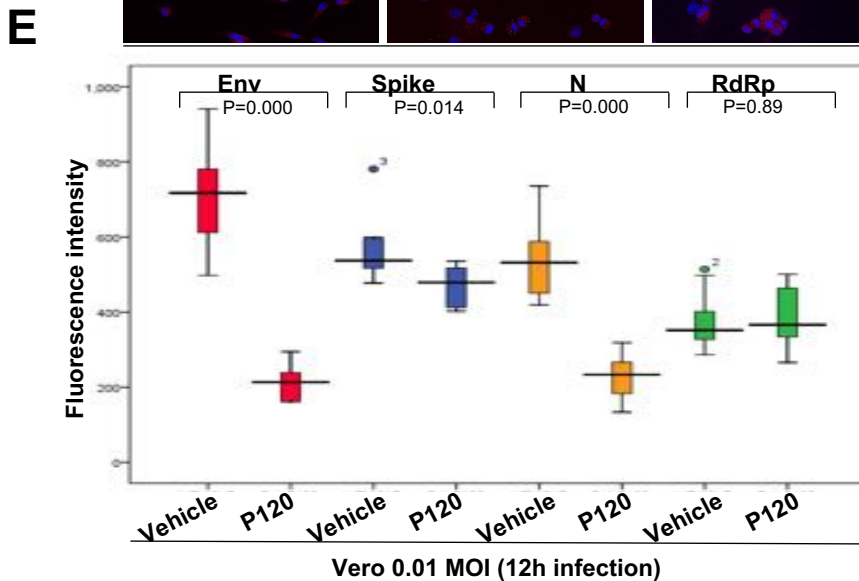 E
Env Spike N RdRp
P=0.000 P=0.014 P=0.000 P=0.89
1,000
800
600
400
200
0
Fluorescence intensity
3
2
Vehicle P120 Vehicle P120 Vehicle P120 Vehicle P120
Vero 0.01 MOI (12h infection)